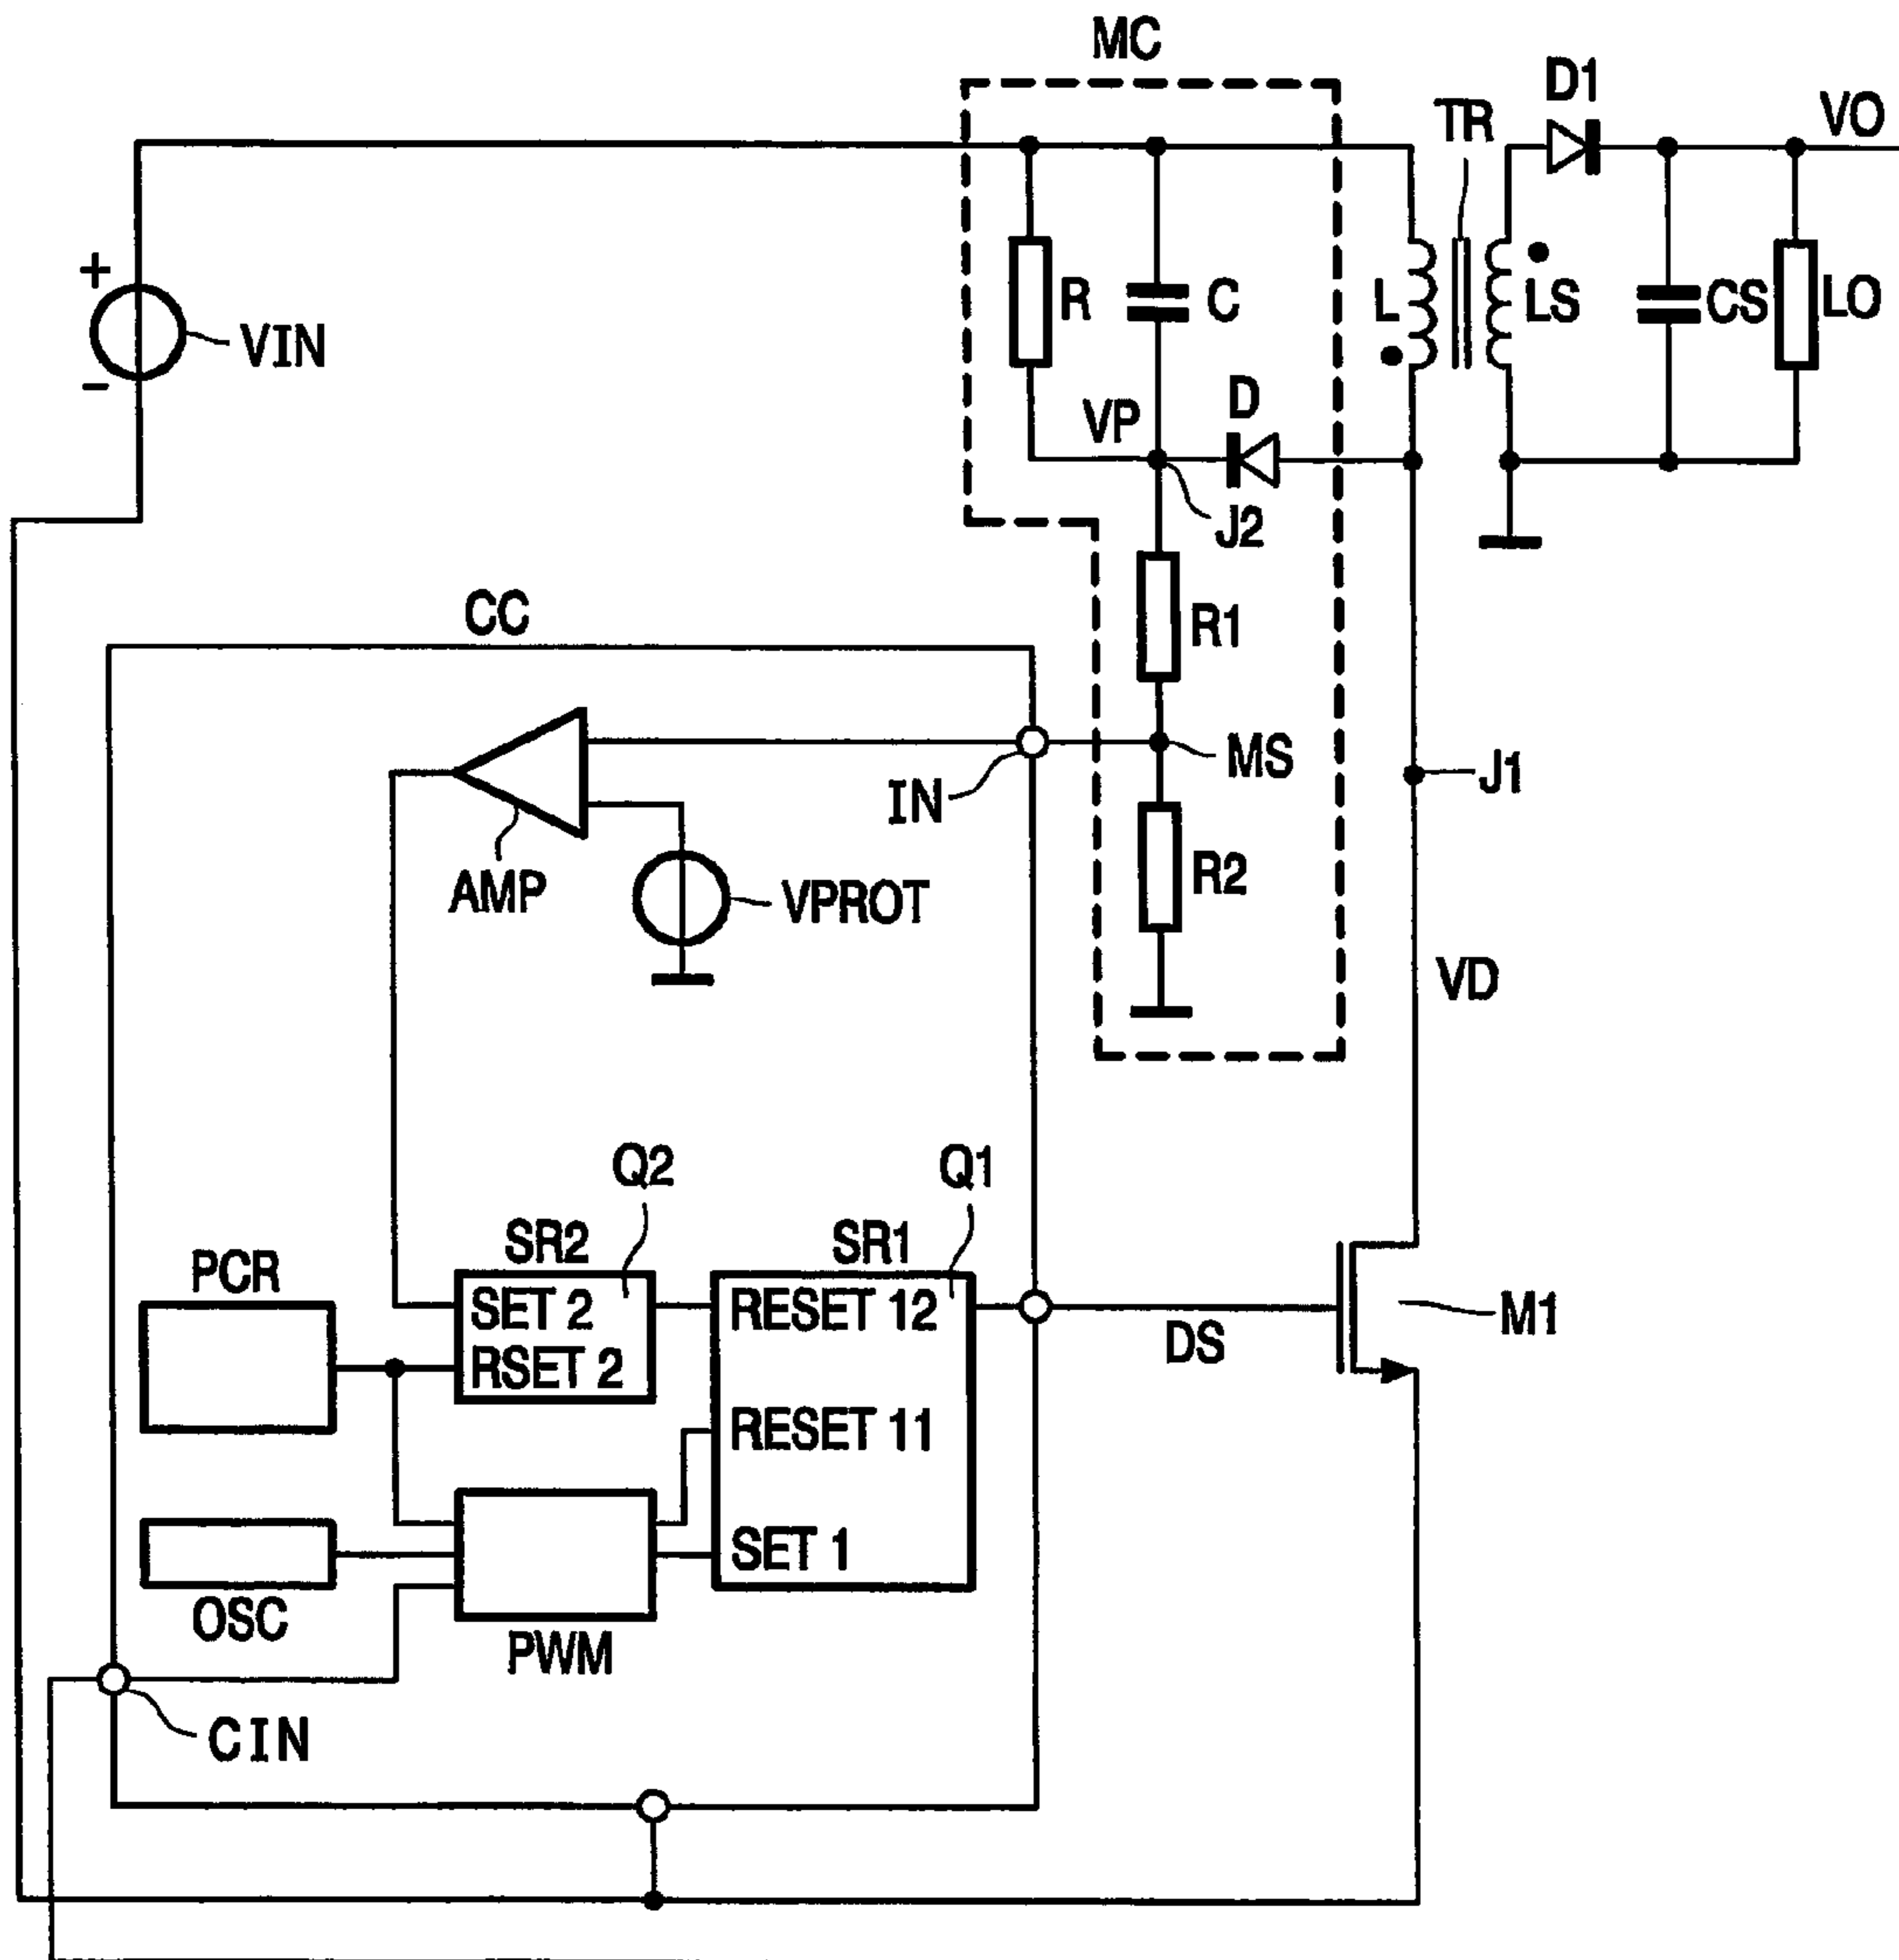 MC
D1
TR
VO
+
VIN
-
R
C
L
LS
CS
LO
VP
D
J2
CC
R1
MS
IN
J1
AMP
VPROT
R2
VD
Q2
Q1
SR2
SR1
PCR
SET 2
RSET 2
RESET 12
RESET 11
SET 1
DS
M1
OSC
PWM
CIN